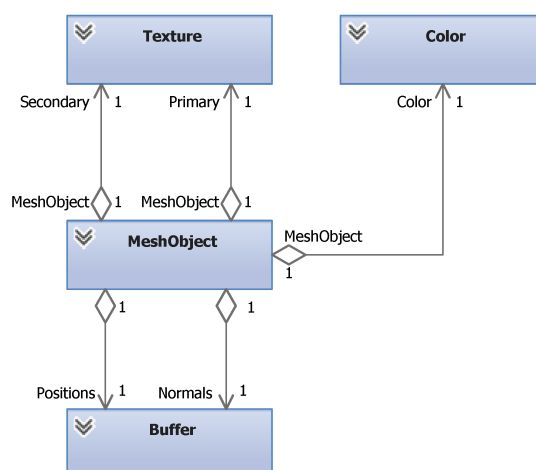 Texture
Color
Secondary 1
Primary 1
Color 1
MeshObject 1
MeshObject 1
MeshObject
1
MeshObject
1
1
Positions 1
Normals 1
Buffer